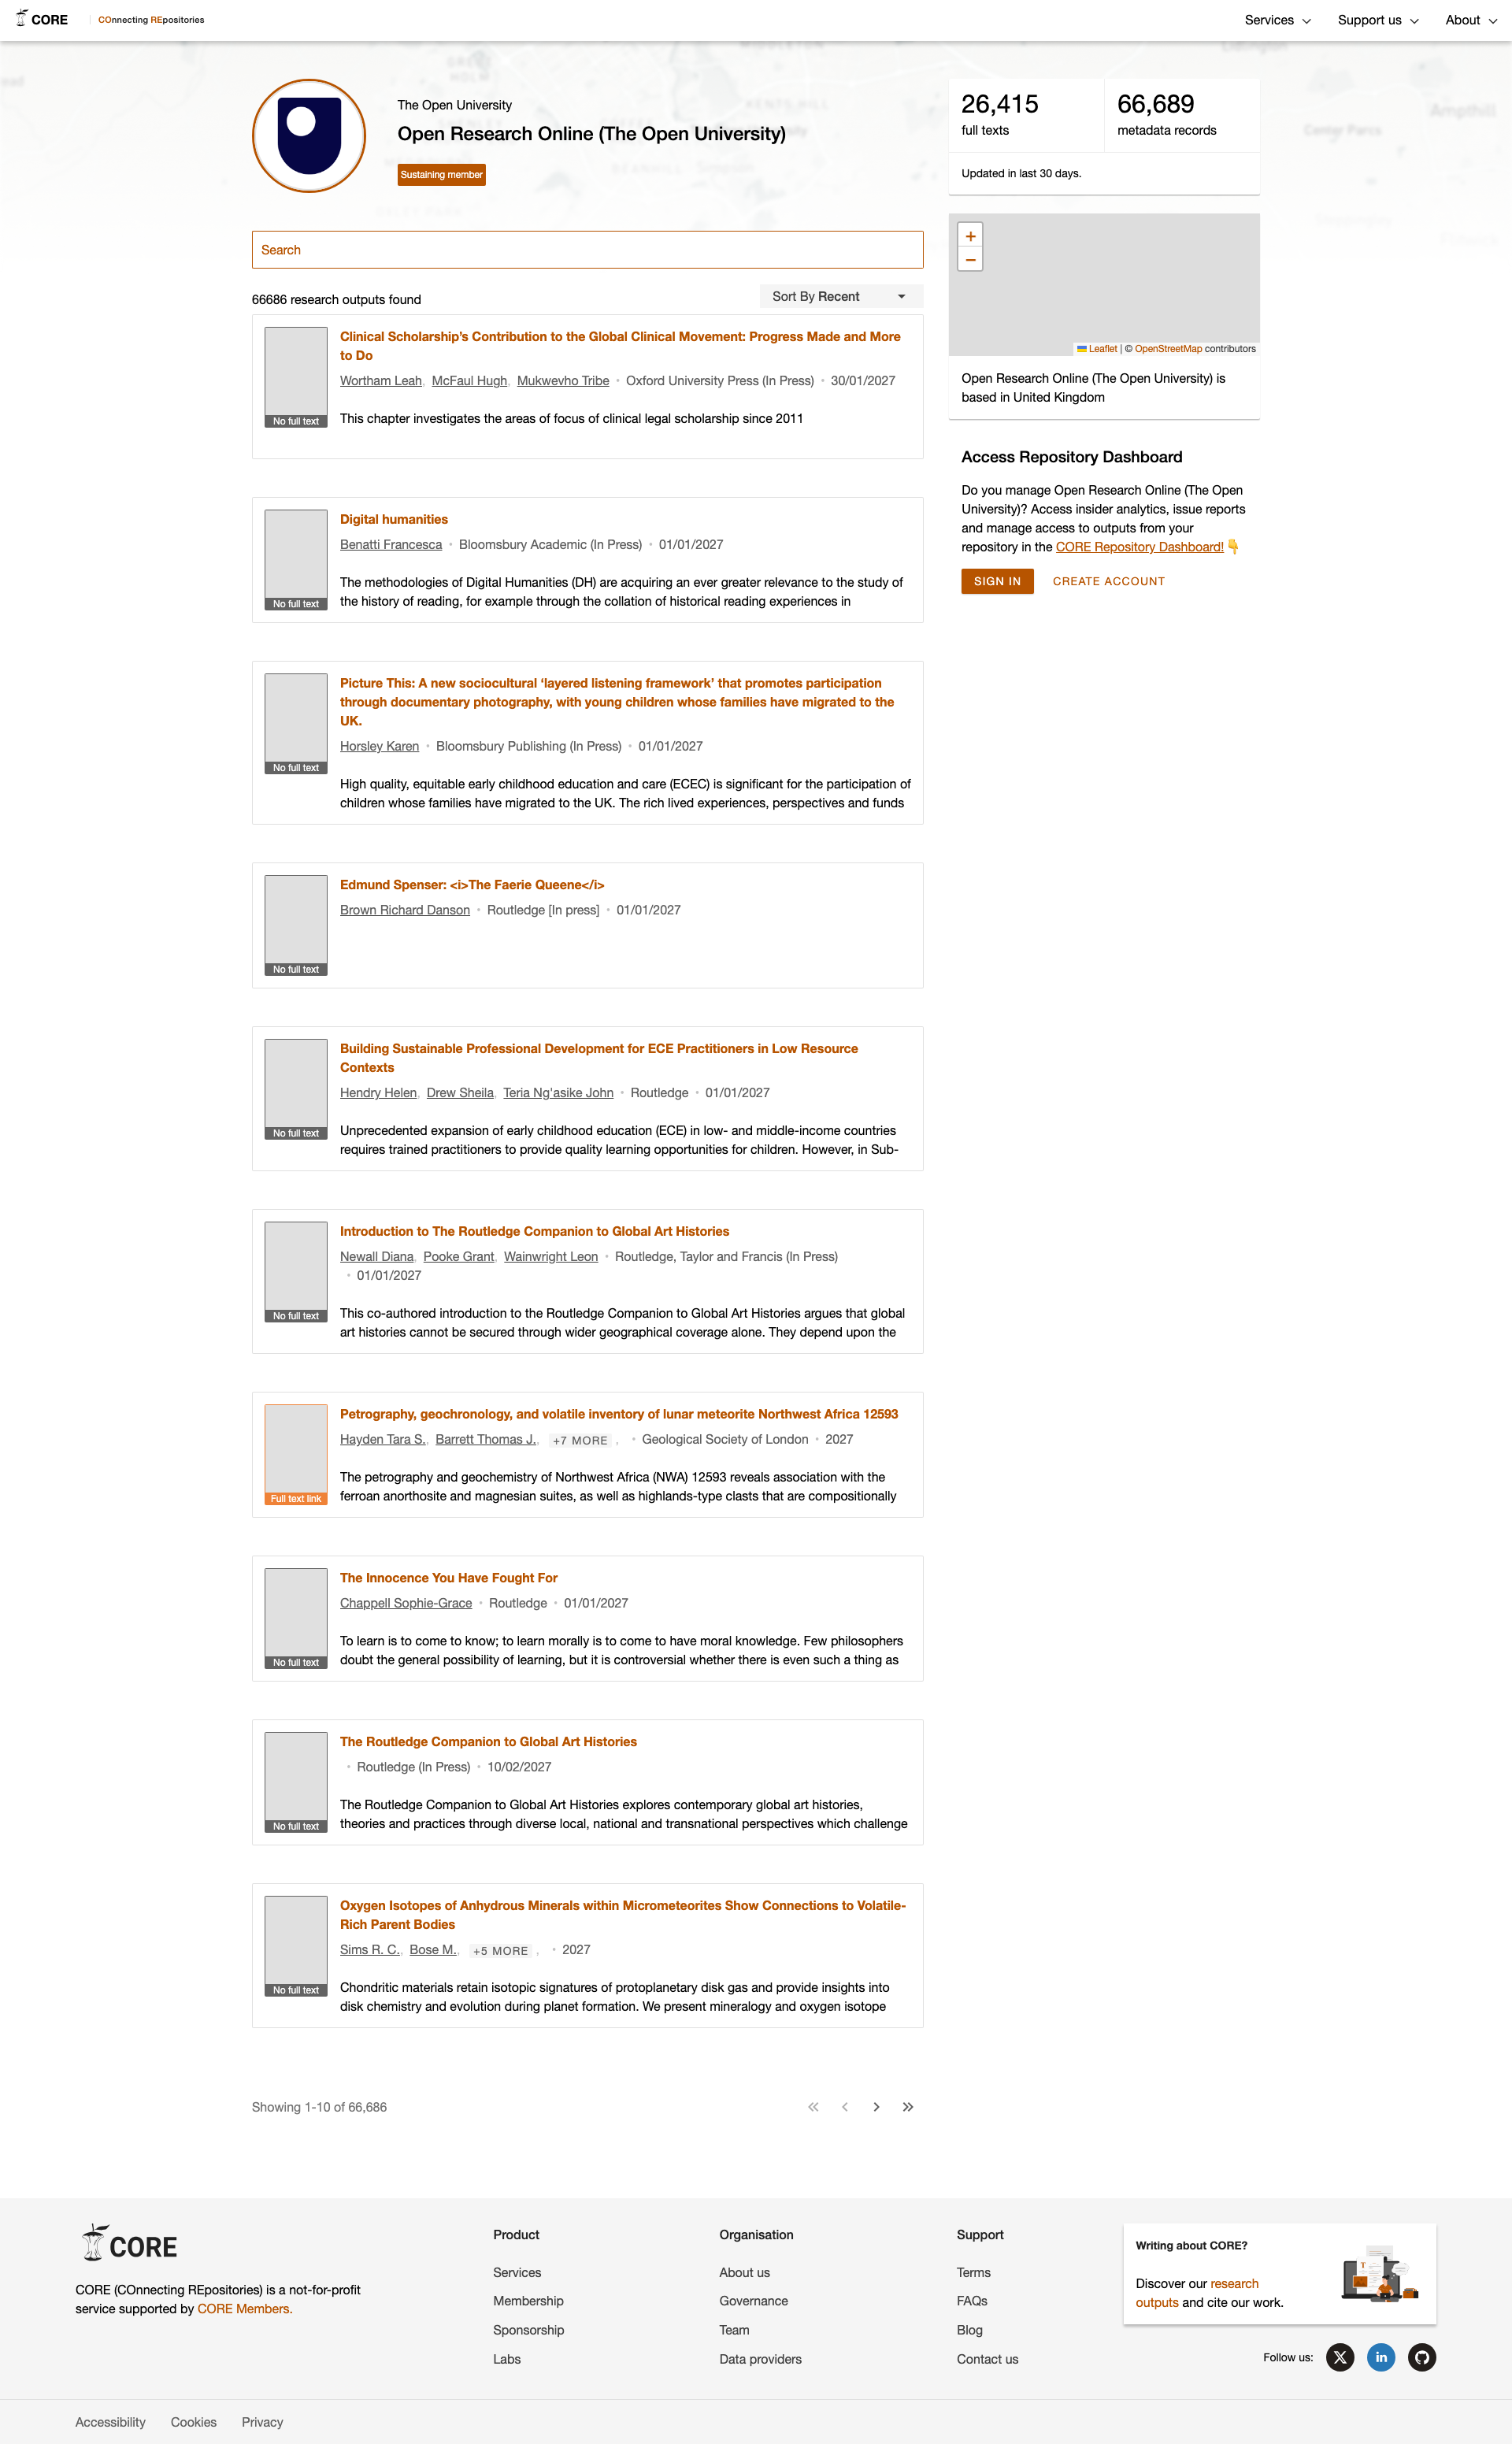 CORE
COnnecting REpositories
Services
Support us
About
The Open University
Open Research Online (The Open University)
Sustaining member
26,415
full texts
66,689
metadata records
Updated in last 30 days.
Search
66686 research outputs found
Sort By Recent
Clinical Scholarship’s Contribution to the Global Clinical Movement: Progress Made and More
to Do
Wortham Leah, McFaul Hugh, Mukwevho Tribe • Oxford University Press (In Press) • 30/01/2027
This chapter investigates the areas of focus of clinical legal scholarship since 2011
No full text
Digital humanities
Benatti Francesca • Bloomsbury Academic (In Press) • 01/01/2027
The methodologies of Digital Humanities (DH) are acquiring an ever greater relevance to the study of
the history of reading, for example through the collation of historical reading experiences in
No full text
Picture This: A new sociocultural ‘layered listening framework’ that promotes participation
through documentary photography, with young children whose families have migrated to the
UK.
Horsley Karen • Bloomsbury Publishing (In Press) • 01/01/2027
No full text
High quality, equitable early childhood education and care (ECEC) is significant for the participation of
children whose families have migrated to the UK. The rich lived experiences, perspectives and funds
Edmund Spenser: <i>The Faerie Queene</i>
Brown Richard Danson • Routledge [In press] • 01/01/2027
No full text
Building Sustainable Professional Development for ECE Practitioners in Low Resource
Contexts
Hendry Helen, Drew Sheila, Teria Ng'asike John • Routledge • 01/01/2027
No full text
Unprecedented expansion of early childhood education (ECE) in low- and middle-income countries
requires trained practitioners to provide quality learning opportunities for children. However, in Sub-
Introduction to The Routledge Companion to Global Art Histories
Newall Diana, Pooke Grant, Wainwright Leon • Routledge, Taylor and Francis (In Press)
• 01/01/2027
No full text
This co-authored introduction to the Routledge Companion to Global Art Histories argues that global
art histories cannot be secured through wider geographical coverage alone. They depend upon the
Petrography, geochronology, and volatile inventory of lunar meteorite Northwest Africa 12593
Hayden Tara S., Barrett Thomas J., +7 MORE , • Geological Society of London • 2027
The petrography and geochemistry of Northwest Africa (NWA) 12593 reveals association with the
ferroan anorthosite and magnesian suites, as well as highlands-type clasts that are compositionally
Full text link
The Innocence You Have Fought For
Chappell Sophie-Grace • Routledge • 01/01/2027
To learn is to come to know; to learn morally is to come to have moral knowledge. Few philosophers
doubt the general possibility of learning, but it is controversial whether there is even such a thing as
No full text
The Routledge Companion to Global Art Histories
• Routledge (In Press) • 10/02/2027
The Routledge Companion to Global Art Histories explores contemporary global art histories,
theories and practices through diverse local, national and transnational perspectives which challenge
No full text
Oxygen Isotopes of Anhydrous Minerals within Micrometeorites Show Connections to Volatile-
Rich Parent Bodies
Sims R. C., Bose M., +5 MORE , • 2027
Chondritic materials retain isotopic signatures of protoplanetary disk gas and provide insights into
No full text
disk chemistry and evolution during planet formation. We present mineralogy and oxygen isotope
Showing 1-10 of 66,686
+
−
Leaflet | © OpenStreetMap contributors
Open Research Online (The Open University) is
based in United Kingdom
Access Repository Dashboard
Do you manage Open Research Online (The Open
University)? Access insider analytics, issue reports
and manage access to outputs from your
repository in the CORE Repository Dashboard! 👇
SIGN IN
CREATE ACCOUNT
CORE
CORE (COnnecting REpositories) is a not-for-profit
service supported by CORE Members.
Product
Services
Membership
Sponsorship
Labs
Organisation
About us
Governance
Team
Data providers
Support
Terms
FAQs
Blog
Contact us
Writing about CORE?
Discover our research
outputs and cite our work.
Follow us:
Accessibility
Cookies
Privacy